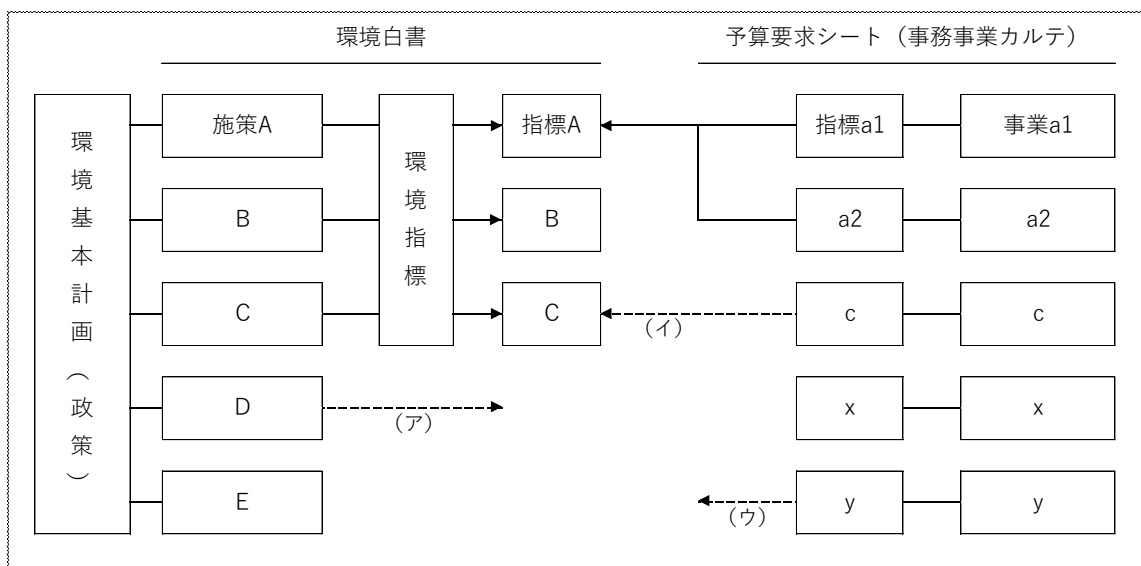 環境白書
予算要求シート（事務事業カルテ）
環境基本計画（政策）
施策A
環境指標
指標A
指標a1
事業a1
B
B
a2
a2
C
C
(イ)
c
c
D
(ア)
x
x
E
(ウ)
y
y